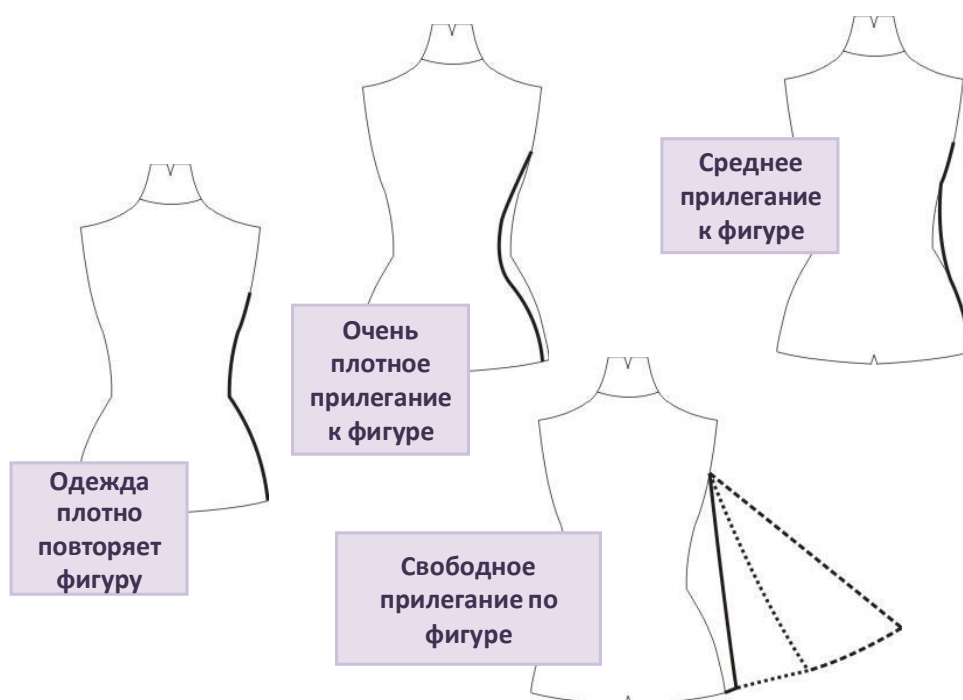 Среднее
прилегание
к фигуре
Очень
плотное
прилегание
к фигуре
Одежда
плотно
повторяет
фигуру
Свободное
прилегание по
фигуре